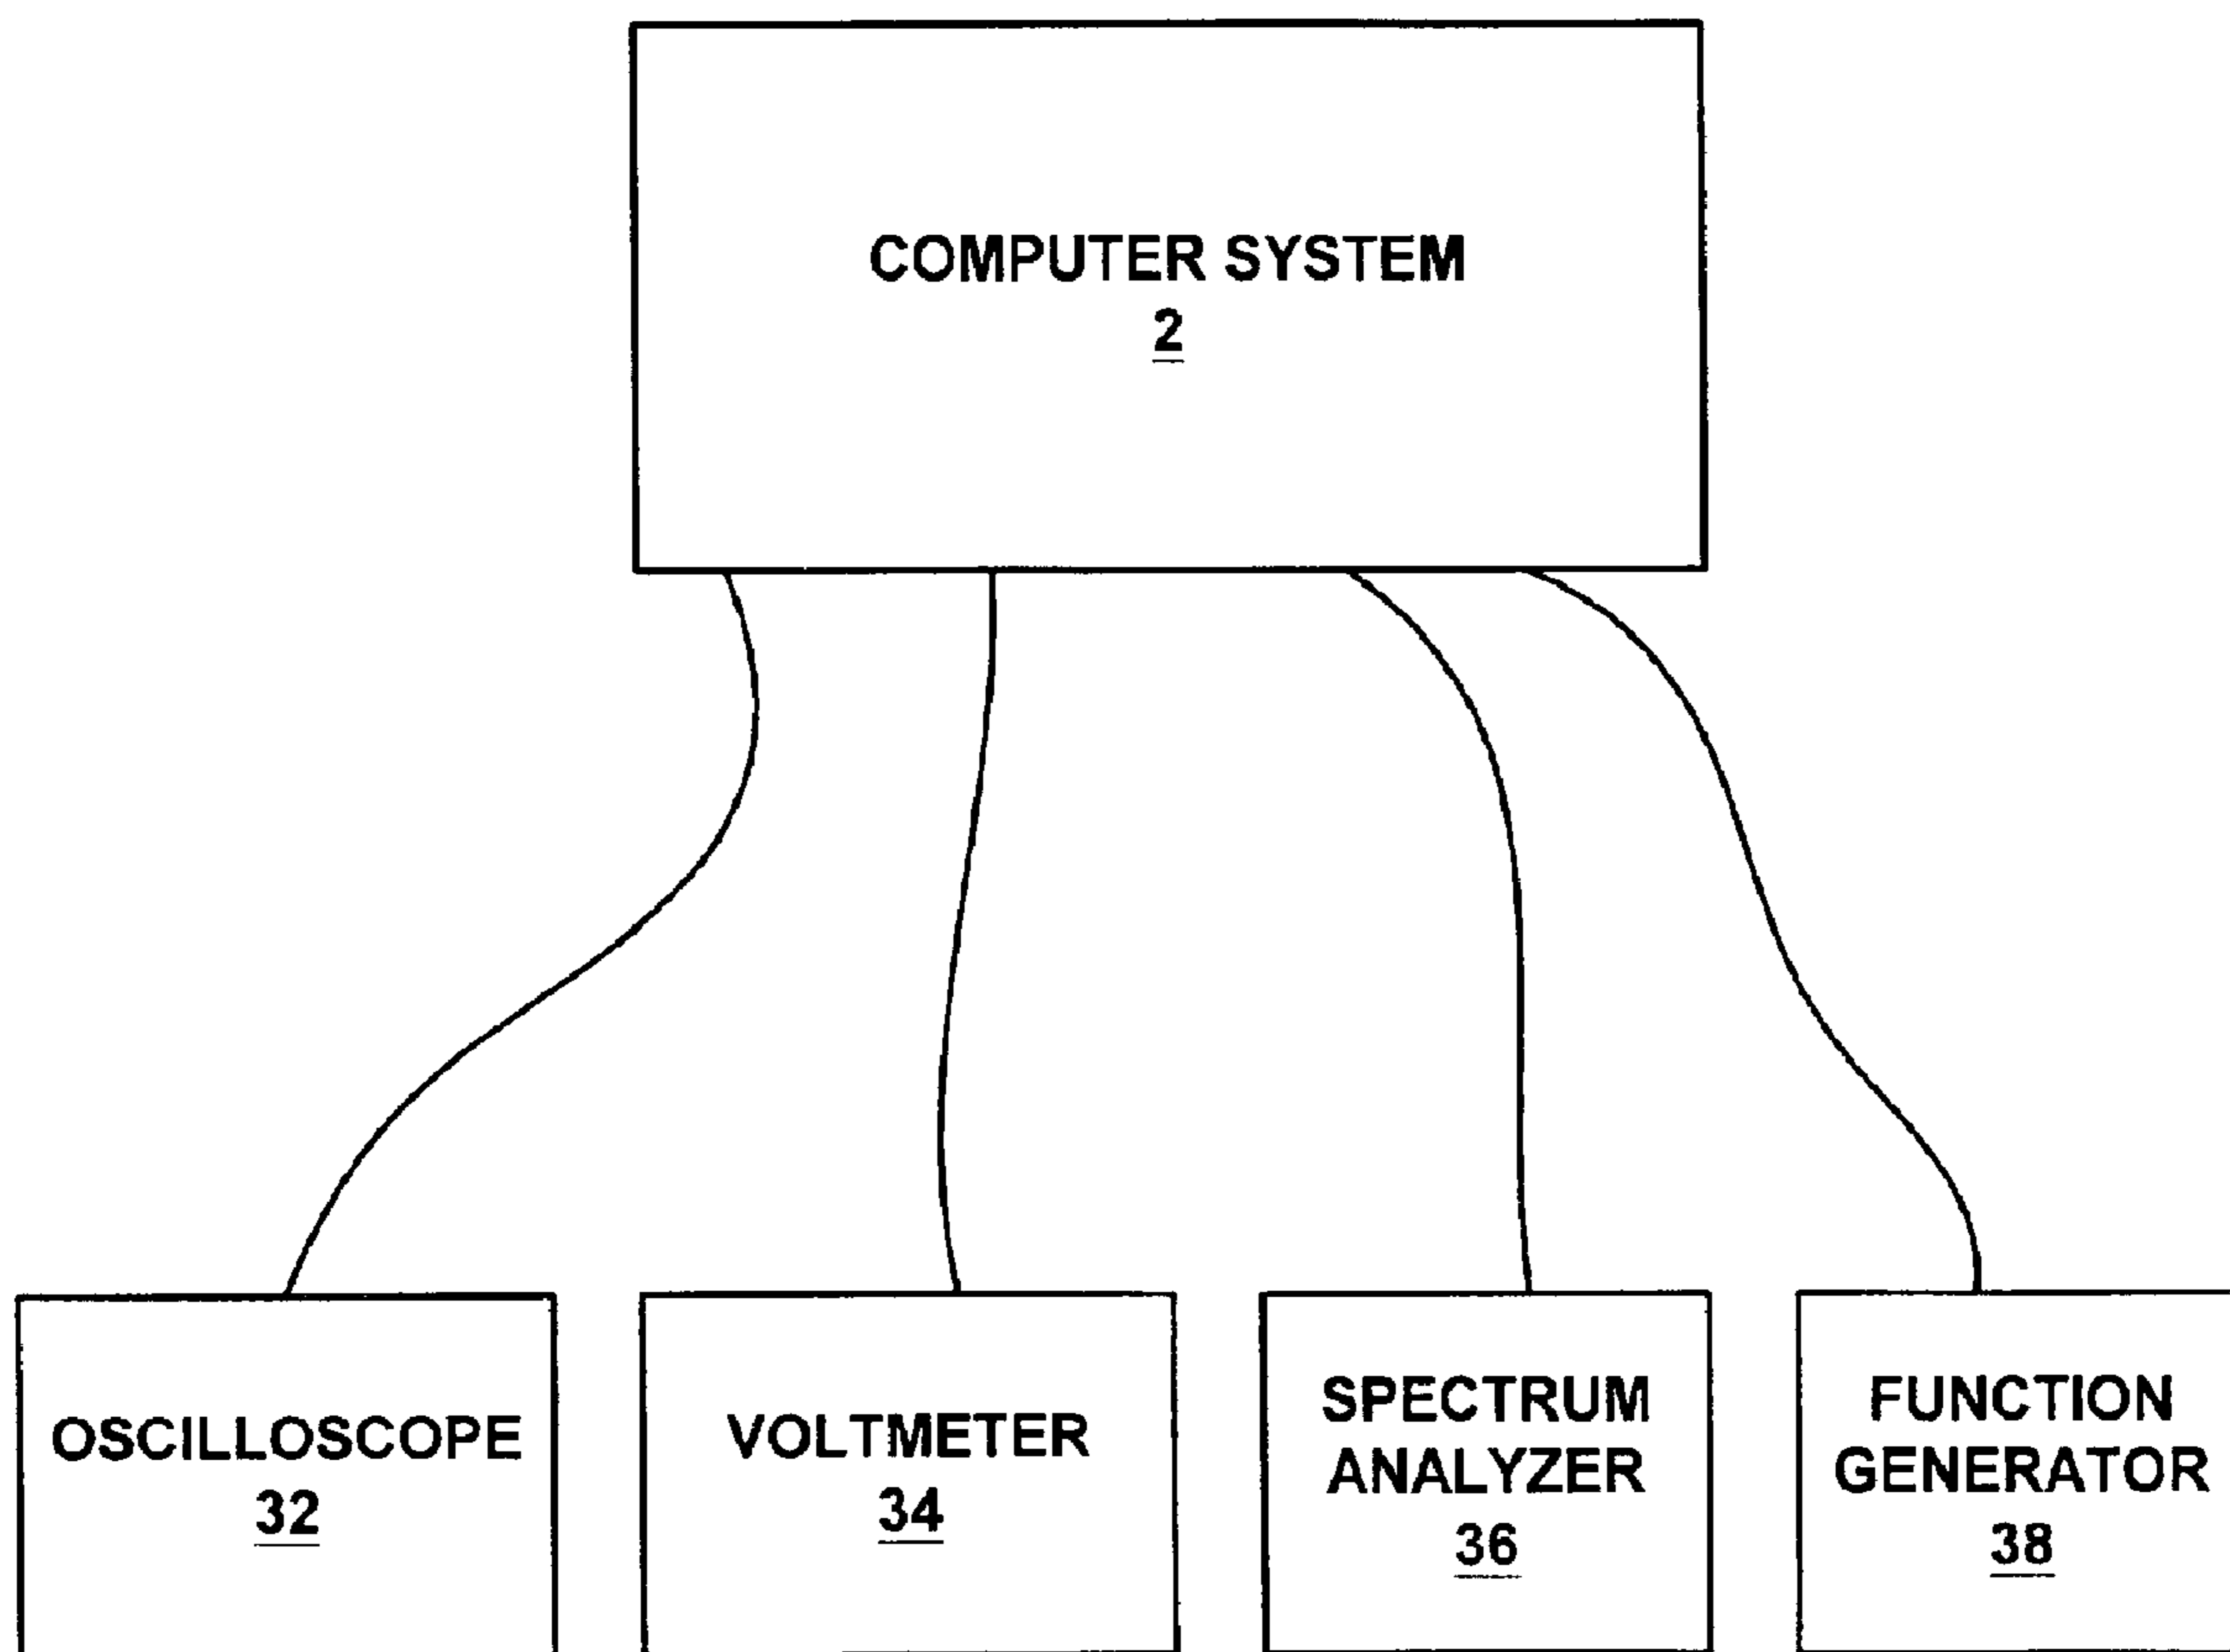 COMPUTER SYSTEM
2
OSCILLOSCOPE
32
VOLTMETER
34
SPECTRUM
ANALYZER
36
FUNCTION
GENERATOR
38